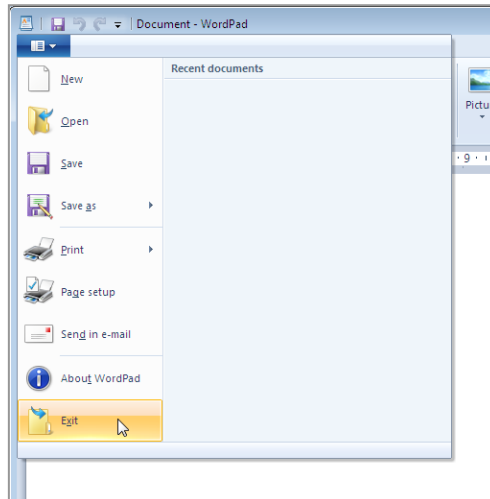 Document - WordPad
Recent documents
New
Open
Save
Save as
Print
Page setup
Send in e-mail
About WordPad
Exit
Pictu
· 9 ·